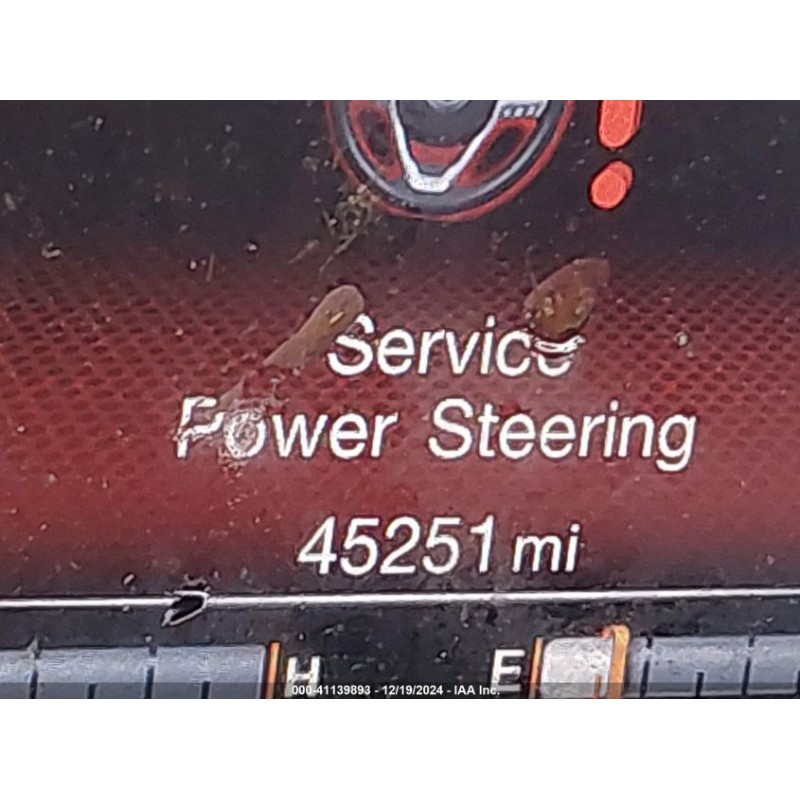 Service
Power Steering
45251 mi
H E
000-41139893 - 12/19/2024 - IAA Inc.